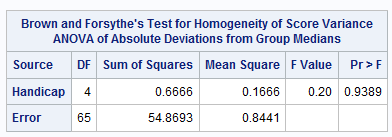 Brown and Forsythe's Test for Homogeneity of Score Variance
ANOVA of Absolute Deviations from Group Medians
Source DF Sum of Squares Mean Square F Value Pr > F
Handicap 4 0.6666 0.1666 0.20 0.9389
Error 65 54.8693 0.8441